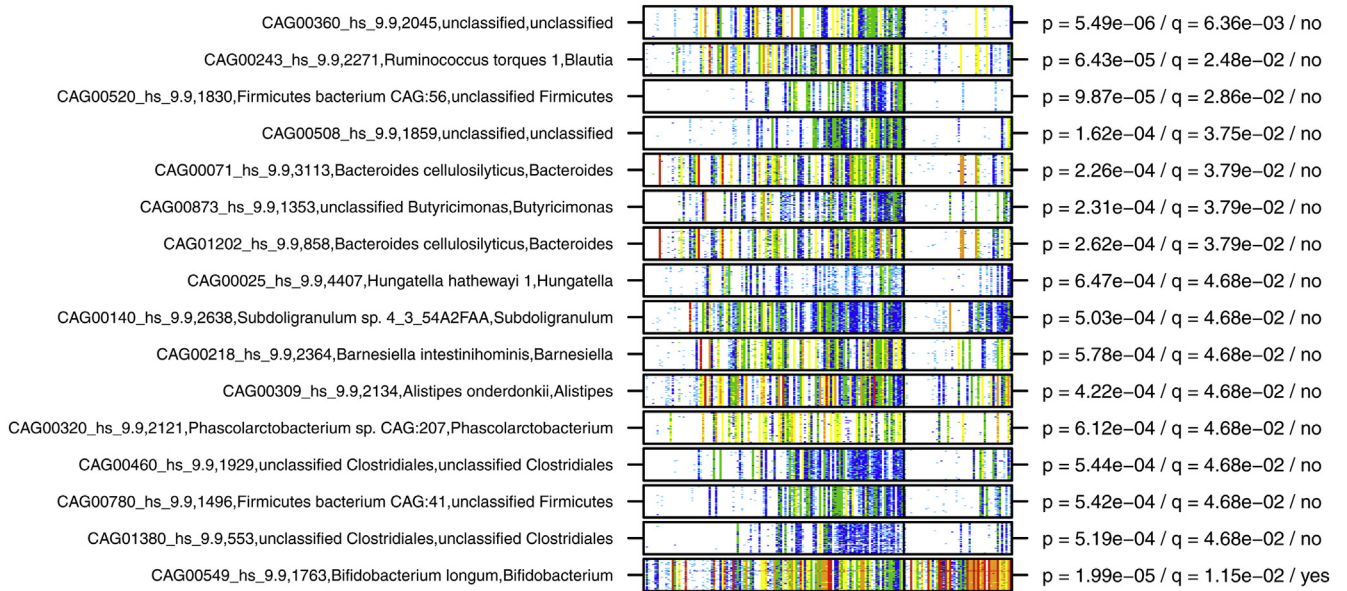 CAG00360_hs_9.9,2045,unclassified,unclassified p = 5.49e−06 / q = 6.36e−03 / no
CAG00243_hs_9.9,2271,Ruminococcus torques 1,Blautia p = 6.43e−05 / q = 2.48e−02 / no
CAG00520_hs_9.9,1830,Firmicutes bacterium CAG:56,unclassified Firmicutes p = 9.87e−05 / q = 2.86e−02 / no
CAG00508_hs_9.9,1859,unclassified,unclassified p = 1.62e−04 / q = 3.75e−02 / no
CAG00071_hs_9.9,3113,Bacteroides cellulosilyticus,Bacteroides p = 2.26e−04 / q = 3.79e−02 / no
CAG00873_hs_9.9,1353,unclassified Butyricimonas,Butyricimonas p = 2.31e−04 / q = 3.79e−02 / no
CAG01202_hs_9.9,858,Bacteroides cellulosilyticus,Bacteroides p = 2.62e−04 / q = 3.79e−02 / no
CAG00025_hs_9.9,4407,Hungatella hathewayi 1,Hungatella p = 6.47e−04 / q = 4.68e−02 / no
CAG00140_hs_9.9,2638,Subdoligranulum sp. 4_3_54A2FAA,Subdoligranulum p = 5.03e−04 / q = 4.68e−02 / no
CAG00218_hs_9.9,2364,Barnesiella intestinihominis,Barnesiella p = 5.78e−04 / q = 4.68e−02 / no
CAG00309_hs_9.9,2134,Alistipes onderdonkii,Alistipes p = 4.22e−04 / q = 4.68e−02 / no
CAG00320_hs_9.9,2121,Phascolarctobacterium sp. CAG:207,Phascolarctobacterium p = 6.12e−04 / q = 4.68e−02 / no
CAG00460_hs_9.9,1929,unclassified Clostridiales,unclassified Clostridiales p = 5.44e−04 / q = 4.68e−02 / no
CAG00780_hs_9.9,1496,Firmicutes bacterium CAG:41,unclassified Firmicutes p = 5.42e−04 / q = 4.68e−02 / no
CAG01380_hs_9.9,553,unclassified Clostridiales,unclassified Clostridiales p = 5.19e−04 / q = 4.68e−02 / no
CAG00549_hs_9.9,1763,Bifidobacterium longum,Bifidobacterium p = 1.99e−05 / q = 1.15e−02 / yes